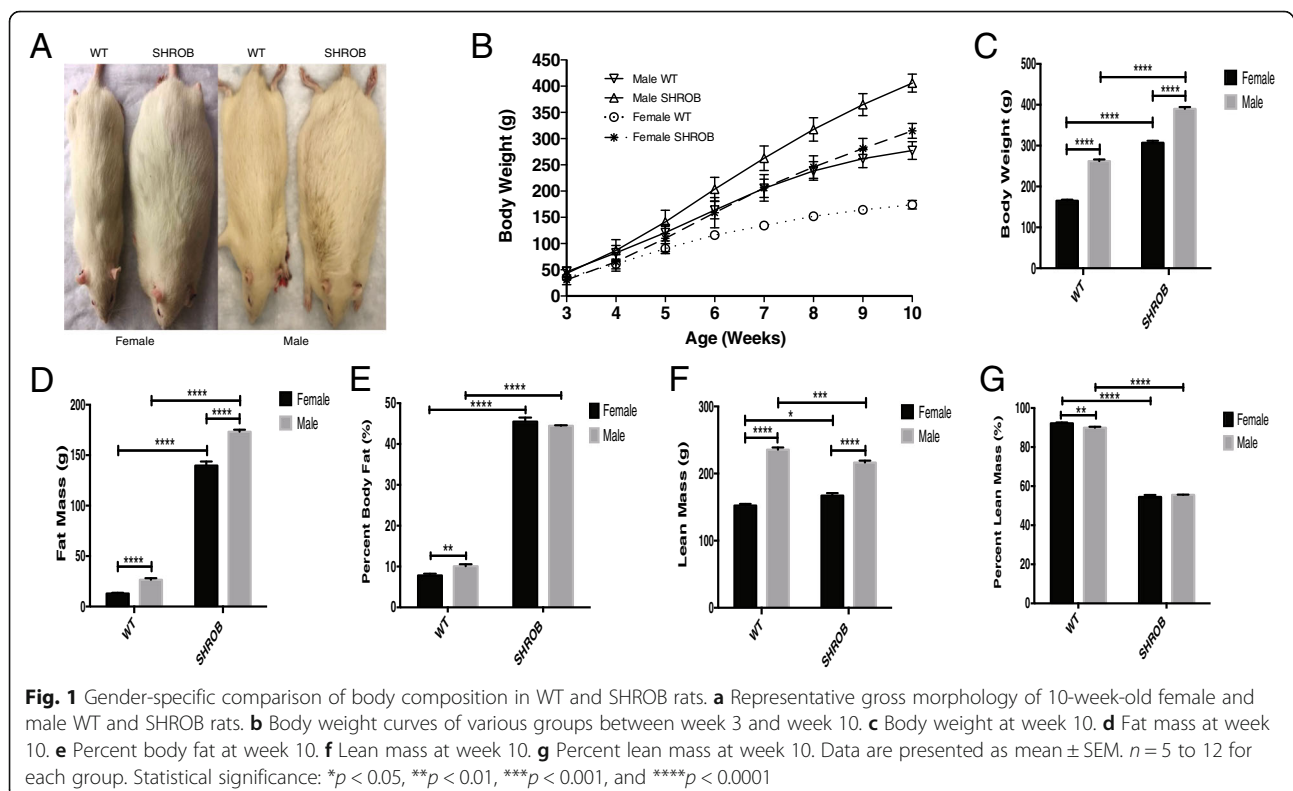 A
WT SHROB WT SHROB
Female Male
B
Body Weight (g)
450
400
350
300
250
200
150
100
50
0
Male WT
Male SHROB
Female WT
Female SHROB
3 4 5 6 7 8 9 10
Age (Weeks)
C
Body Weight (g)
500
400
300
200
100
0
****
****
****
****
Female
Male
WT SHROB
D
Fat Mass (g)
200
150
100
50
0
****
****
****
****
Female
Male
WT SHROB
E
Percent Body Fat (%)
50
40
30
20
10
0
****
****
**
Female
Male
WT SHROB
F
Lean Mass (g)
300
200
100
0
***
*
**** ****
Female
Male
WT SHROB
G
Percent Lean Mass (%)
100
80
60
40
20
0
****
****
**
Female
Male
WT SHROB
Fig. 1 Gender-specific comparison of body composition in WT and SHROB rats. a Representative gross morphology of 10-week-old female and
male WT and SHROB rats. b Body weight curves of various groups between week 3 and week 10. c Body weight at week 10. d Fat mass at week
10. e Percent body fat at week 10. f Lean mass at week 10. g Percent lean mass at week 10. Data are presented as mean ± SEM. n = 5 to 12 for
each group. Statistical significance: *p < 0.05, **p < 0.01, ***p < 0.001, and ****p < 0.0001